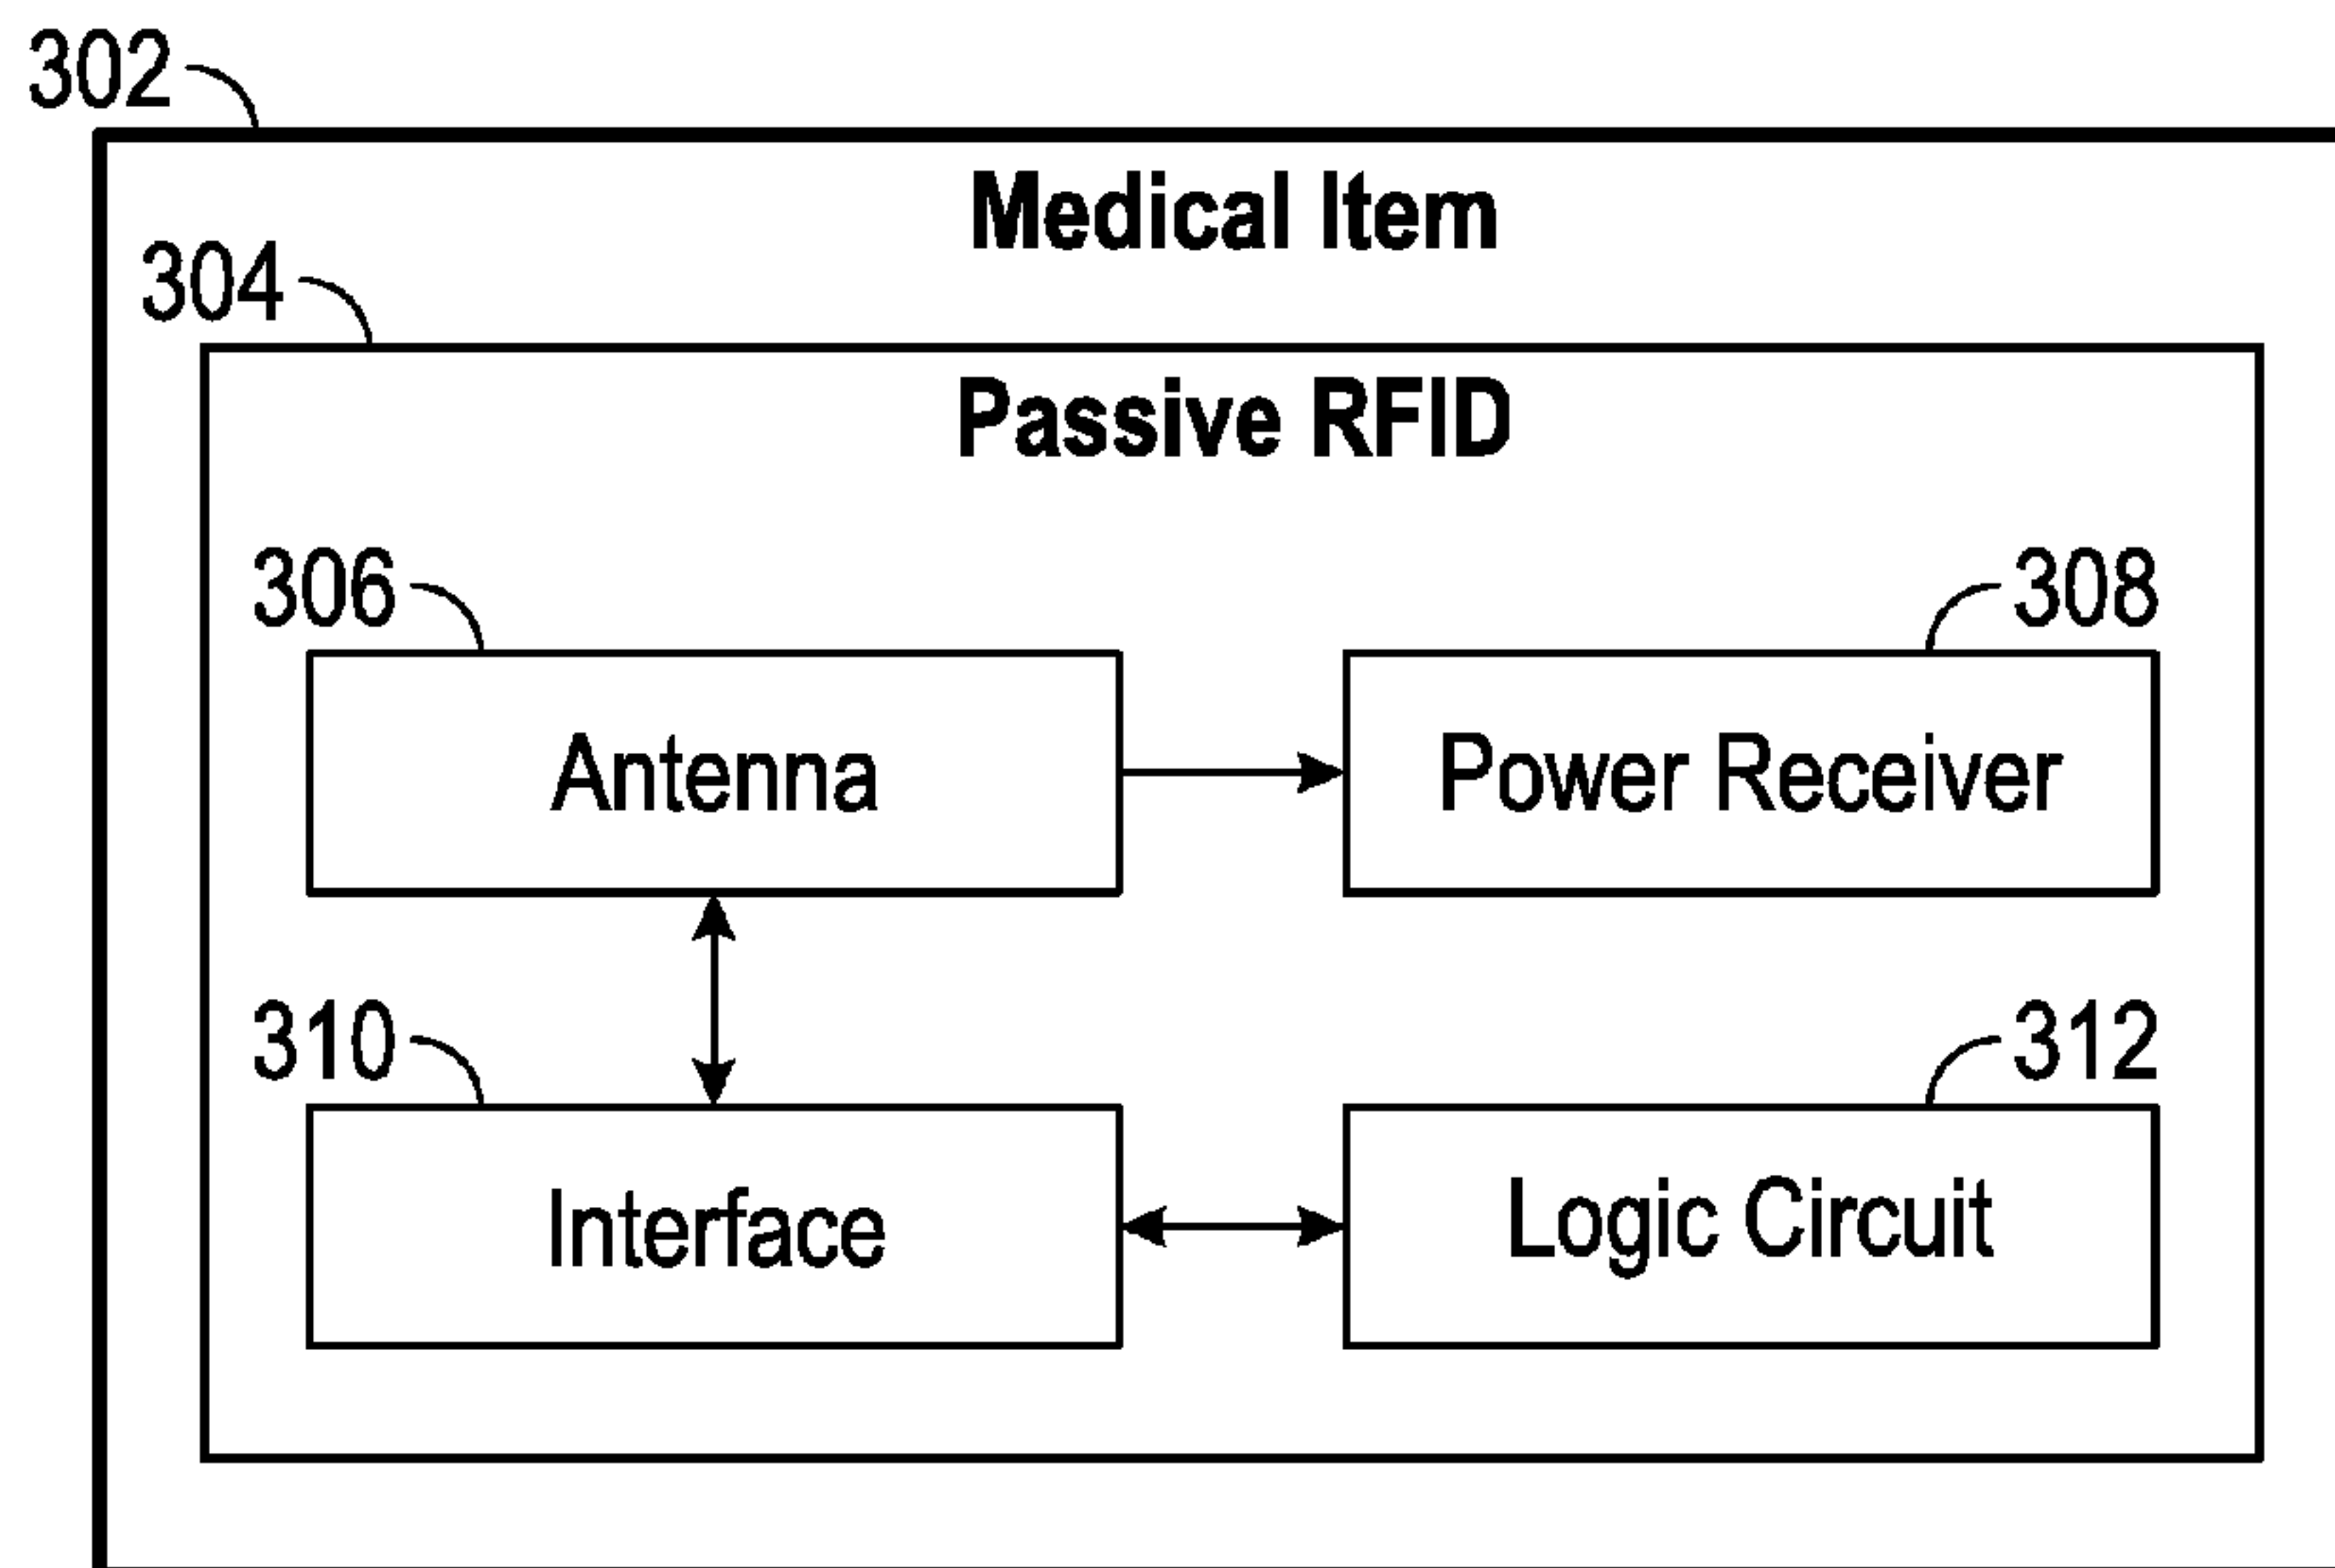 302
Medical Item
304
Passive RFID
306
308
Antenna
Power Receiver
310
312
Interface
Logic Circuit